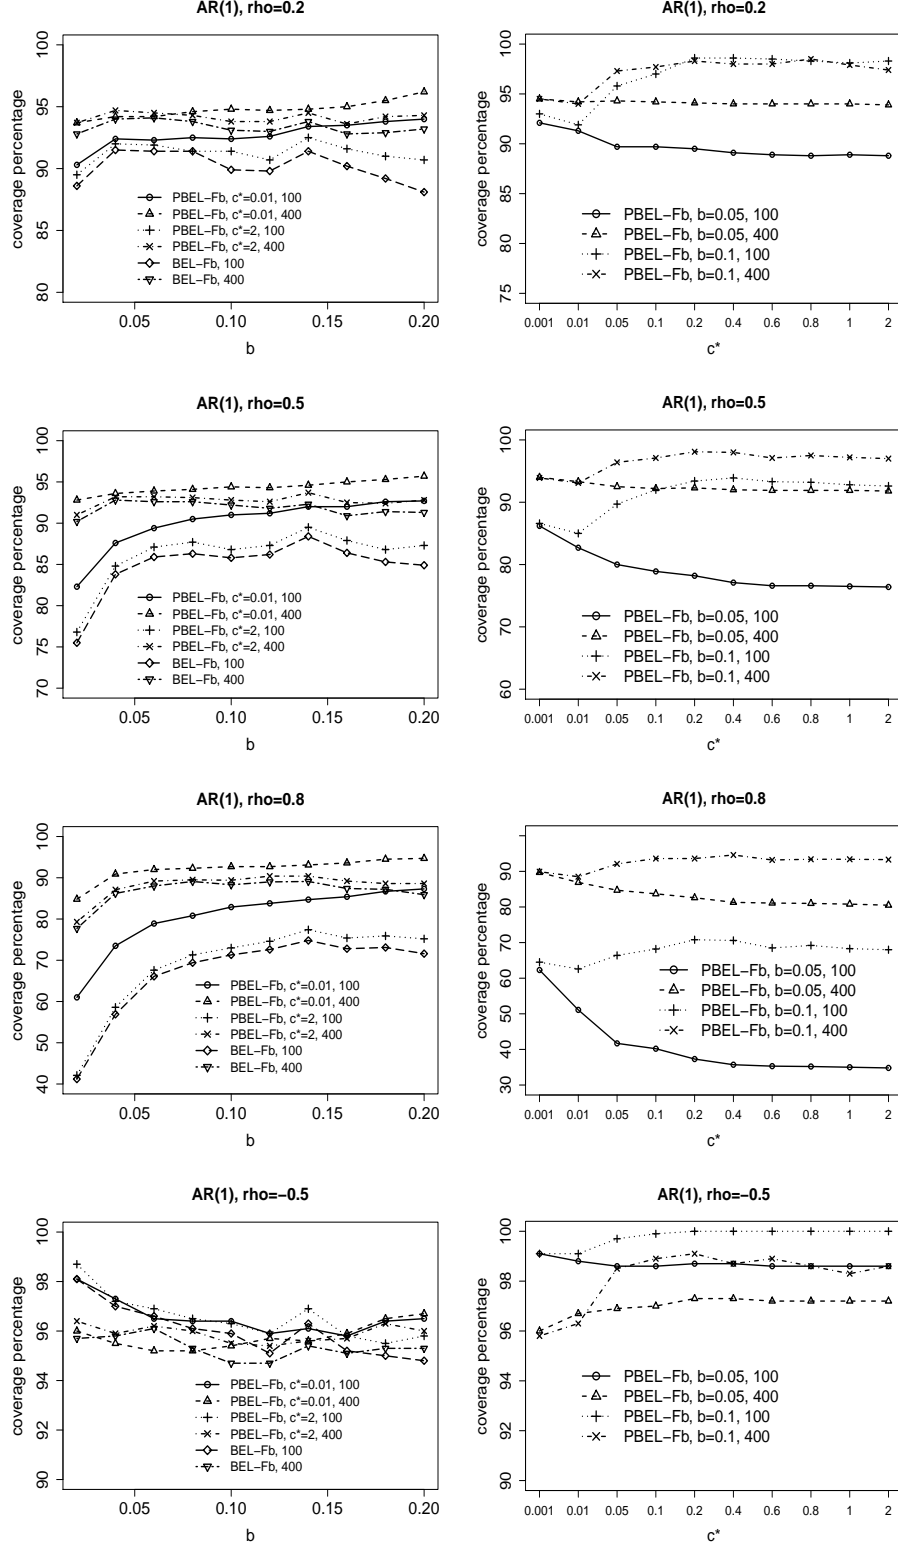 AR(1), rho=0.2
coverage percentage
100
95
90
85
80
PBEL−Fb, c*=0.01, 100
PBEL−Fb, c*=0.01, 400
PBEL−Fb, c*=2, 100
PBEL−Fb, c*=2, 400
BEL−Fb, 100
BEL−Fb, 400
0.05 0.10 0.15 0.20
b
AR(1), rho=0.2
coverage percentage
100
95
90
85
80
75
PBEL−Fb, b=0.05, 100
PBEL−Fb, b=0.05, 400
PBEL−Fb, b=0.1, 100
PBEL−Fb, b=0.1, 400
0.001 0.01 0.05 0.1 0.2 0.4 0.6 0.8 1 2
c*
AR(1), rho=0.5
coverage percentage
100
95
90
85
80
75
70
PBEL−Fb, c*=0.01, 100
PBEL−Fb, c*=0.01, 400
PBEL−Fb, c*=2, 100
PBEL−Fb, c*=2, 400
BEL−Fb, 100
BEL−Fb, 400
0.05 0.10 0.15 0.20
b
AR(1), rho=0.5
coverage percentage
100
90
80
70
60
PBEL−Fb, b=0.05, 100
PBEL−Fb, b=0.05, 400
PBEL−Fb, b=0.1, 100
PBEL−Fb, b=0.1, 400
0.001 0.01 0.05 0.1 0.2 0.4 0.6 0.8 1 2
c*
AR(1), rho=0.8
coverage percentage
100
90
80
70
60
50
40
PBEL−Fb, c*=0.01, 100
PBEL−Fb, c*=0.01, 400
PBEL−Fb, c*=2, 100
PBEL−Fb, c*=2, 400
BEL−Fb, 100
BEL−Fb, 400
0.05 0.10 0.15 0.20
b
AR(1), rho=0.8
coverage percentage
90
70
50
40
30
PBEL−Fb, b=0.05, 100
PBEL−Fb, b=0.05, 400
PBEL−Fb, b=0.1, 100
PBEL−Fb, b=0.1, 400
0.001 0.01 0.05 0.1 0.2 0.4 0.6 0.8 1 2
c*
AR(1), rho=−0.5
coverage percentage
100
98
96
94
92
90
PBEL−Fb, c*=0.01, 100
PBEL−Fb, c*=0.01, 400
PBEL−Fb, c*=2, 100
PBEL−Fb, c*=2, 400
BEL−Fb, 100
BEL−Fb, 400
0.05 0.10 0.15 0.20
b
AR(1), rho=−0.5
coverage percentage
100
98
96
94
92
90
PBEL−Fb, b=0.05, 100
PBEL−Fb, b=0.05, 400
PBEL−Fb, b=0.1, 100
PBEL−Fb, b=0.1, 400
0.001 0.01 0.05 0.1 0.2 0.4 0.6 0.8 1 2
c*